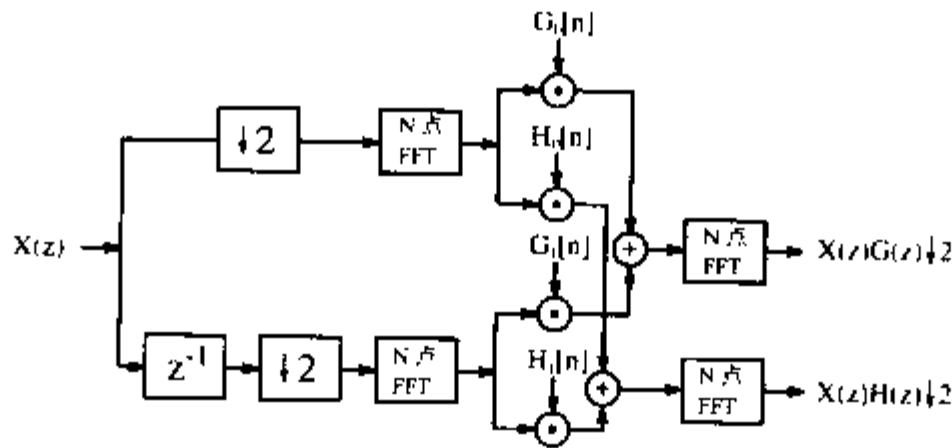 G₀[n]
↓2
N 点
FFT
H₀[n]
X(z)
G₁[n]
N 点
FFT
X(z)G(z)↓2
z⁻¹
↓2
N 点
FFT
H₁[n]
N 点
FFT
X(z)H(z)↓2